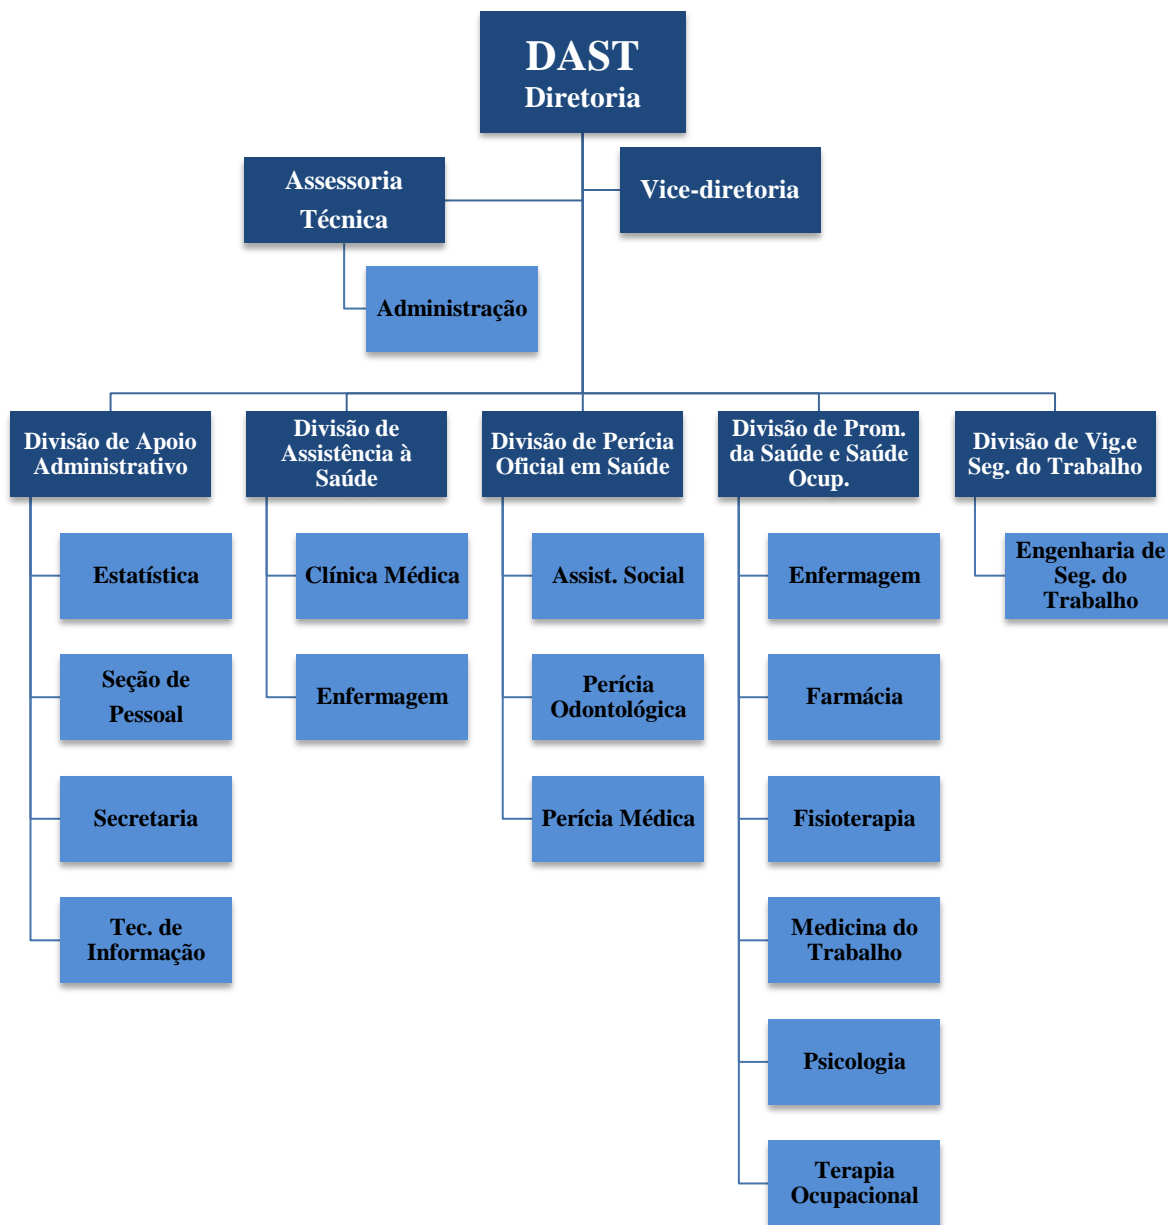 DAST
Diretoria
Assessoria
Técnica
Vice-diretoria
Administração
Divisão de Apoio
Administrativo
Divisão de
Assistência à
Saúde
Divisão de Perícia
Oficial em Saúde
Divisão de Prom.
da Saúde e Saúde
Ocup.
Divisão de Vig.e
Seg. do Trabalho
Estatística
Seção de
Pessoal
Secretaria
Tec. de
Informação
Clínica Médica
Enfermagem
Assist. Social
Perícia
Odontológica
Perícia Médica
Enfermagem
Farmácia
Fisioterapia
Medicina do
Trabalho
Psicologia
Terapia
Ocupacional
Engenharia de
Seg. do
Trabalho